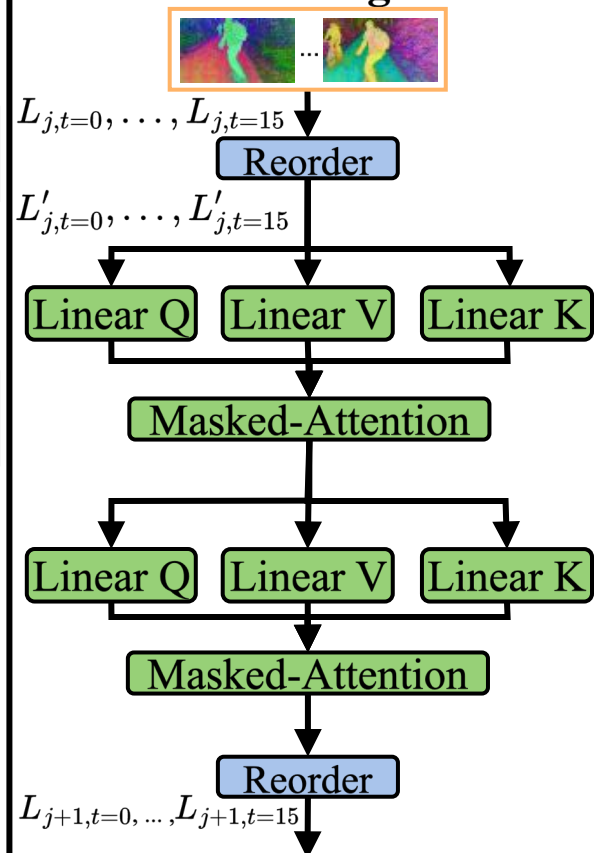 ...
L_{j,t=0}, ..., L_{j,t=15}
Reorder
L'_{j,t=0}, ..., L'_{j,t=15}
Linear Q Linear V Linear K
Masked-Attention
Linear Q Linear V Linear K
Masked-Attention
Reorder
L_{j+1,t=0, ... ,}L_{j+1,t=15}